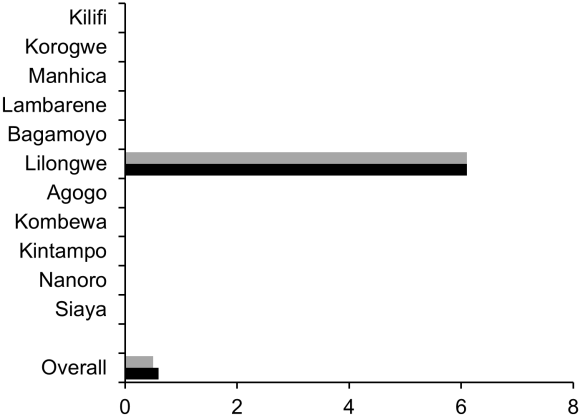 Kilifi
Korogwe
Manhica
Lambarene
Bagamoyo
Lilongwe
Agogo
Kombewa
Kintampo
Nanoro
Siaya
Overall
0 2 4 6 8